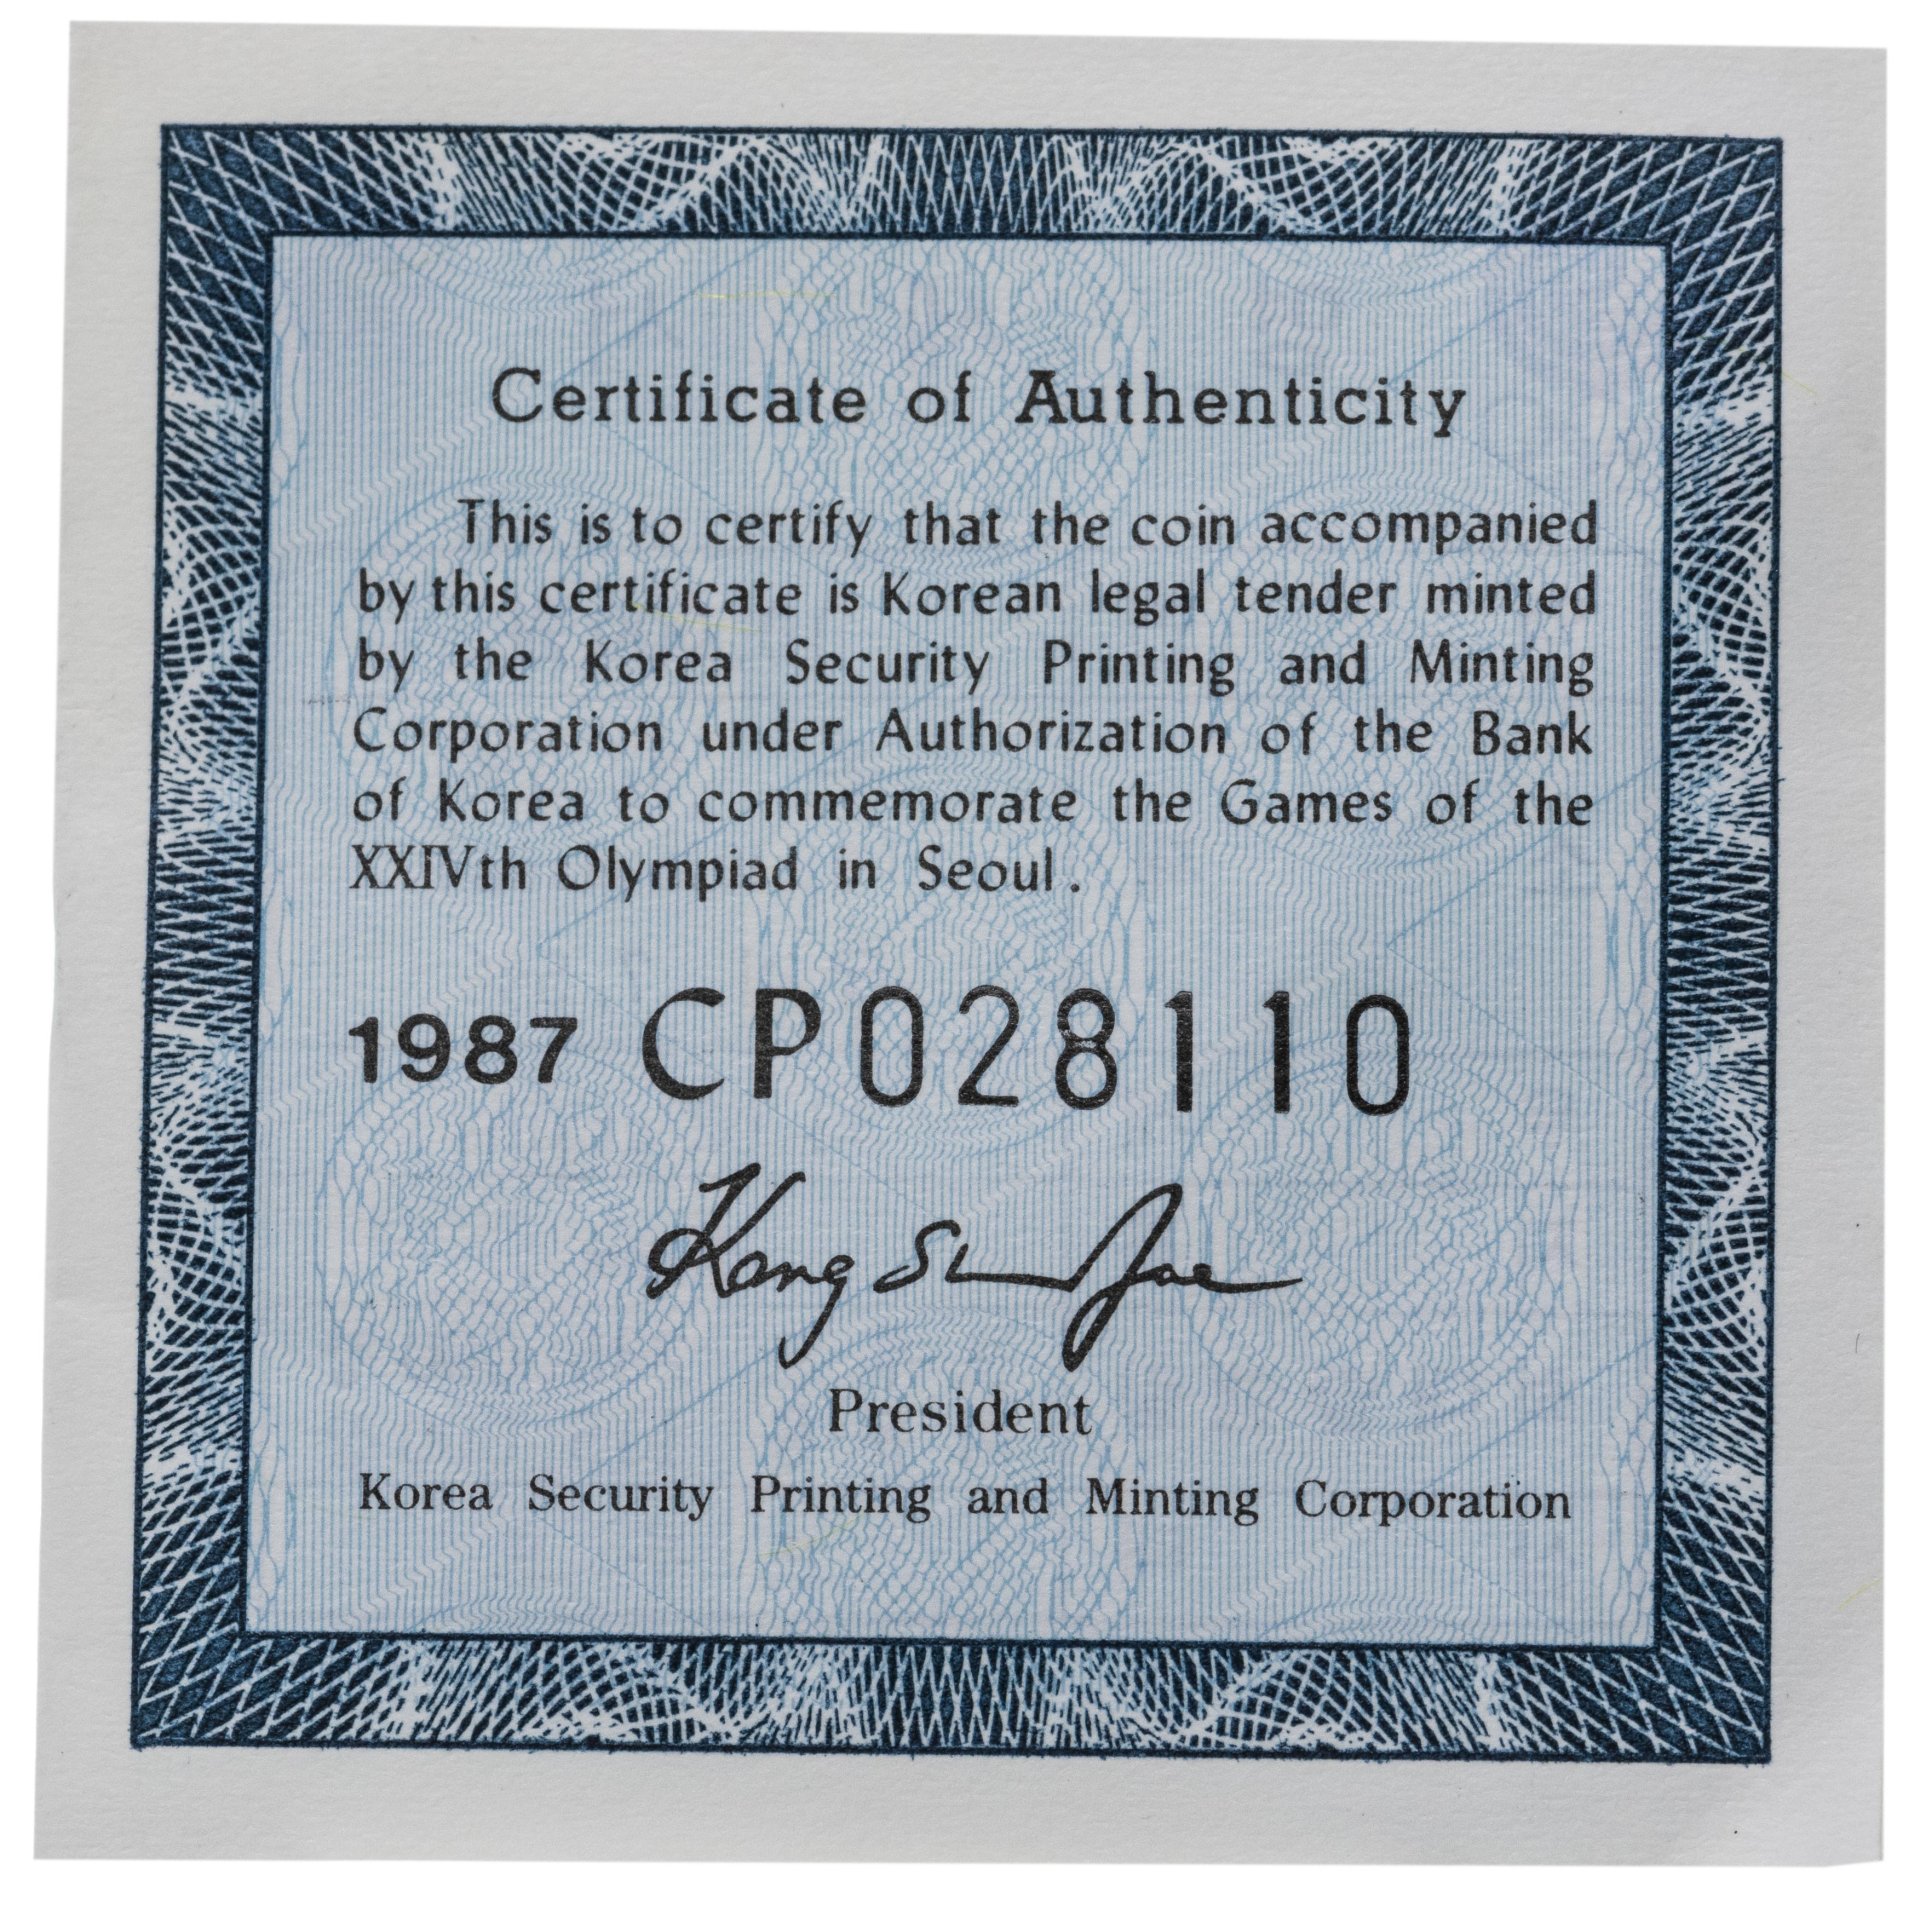 Certificate of Authenticity
This is to certify that the coin accompanied
by this certificate is Korean legal tender minted
by the Korea Security Printing and Minting
Corporation under Authorization of the Bank
of Korea to commemorate the Games of the
XXIVth Olympiad in Seoul.
1987 CP028110
Kang
President
Korea Security Printing and Minting Corporation